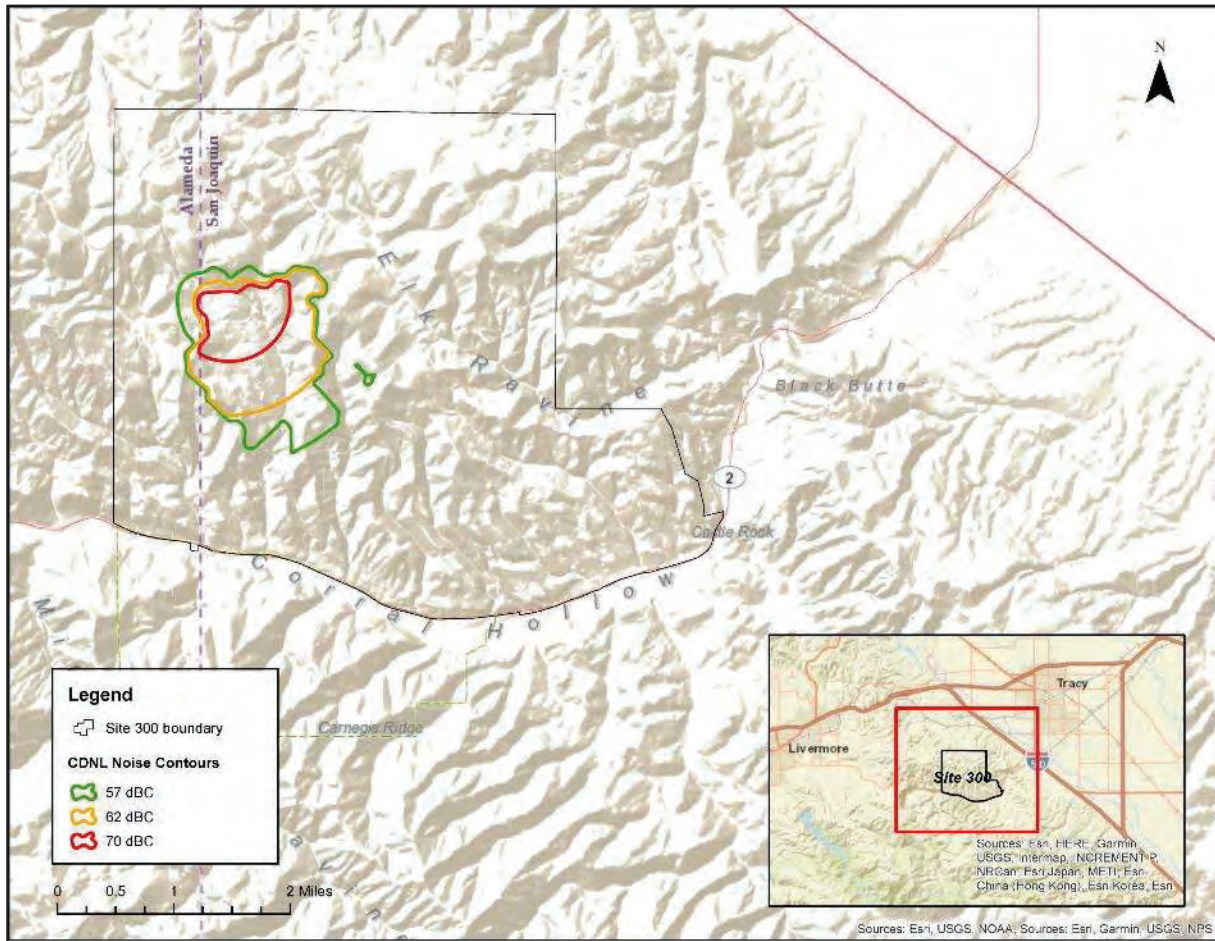 N
Alameda
San Joaquin
Elk Ravine
Black Butte
2
Castle Rock
Corral Hollow
Carnegie Ridge
Legend
Site 300 boundary
CDNL Noise Contours
57 dBC
62 dBC
70 dBC
0 0.5 1 2 Miles
Tracy
Livermore
Site 300
Sources: Esri, HERE, Garmin,
USGS, Intermap, INCREMENT P,
NRCan, Esri Japan, METI, Esri
China (Hong Kong), Esri Korea, Esri
Sources: Esri, USGS, NOAA, Sources: Esri, Garmin, USGS, NPS